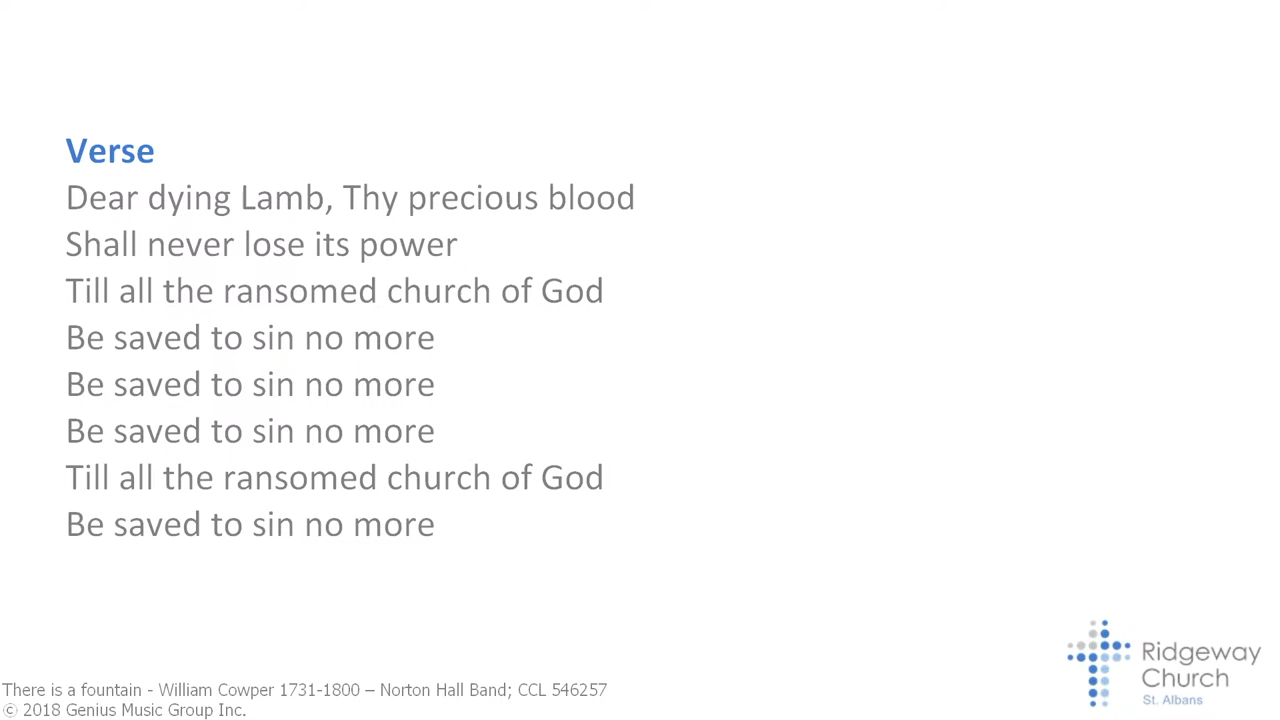 Verse
Dear dying Lamb, Thy precious blood
Shall never lose its power
Till all the ransomed church of God
Be saved to sin no more
Be saved to sin no more
Be saved to sin no more
Till all the ransomed church of God
Be saved to sin no more
There is a fountain - William Cowper 1731-1800 – Norton Hall Band; CCL 546257
© 2018 Genius Music Group Inc.
Ridgeway
Church
St. Albans